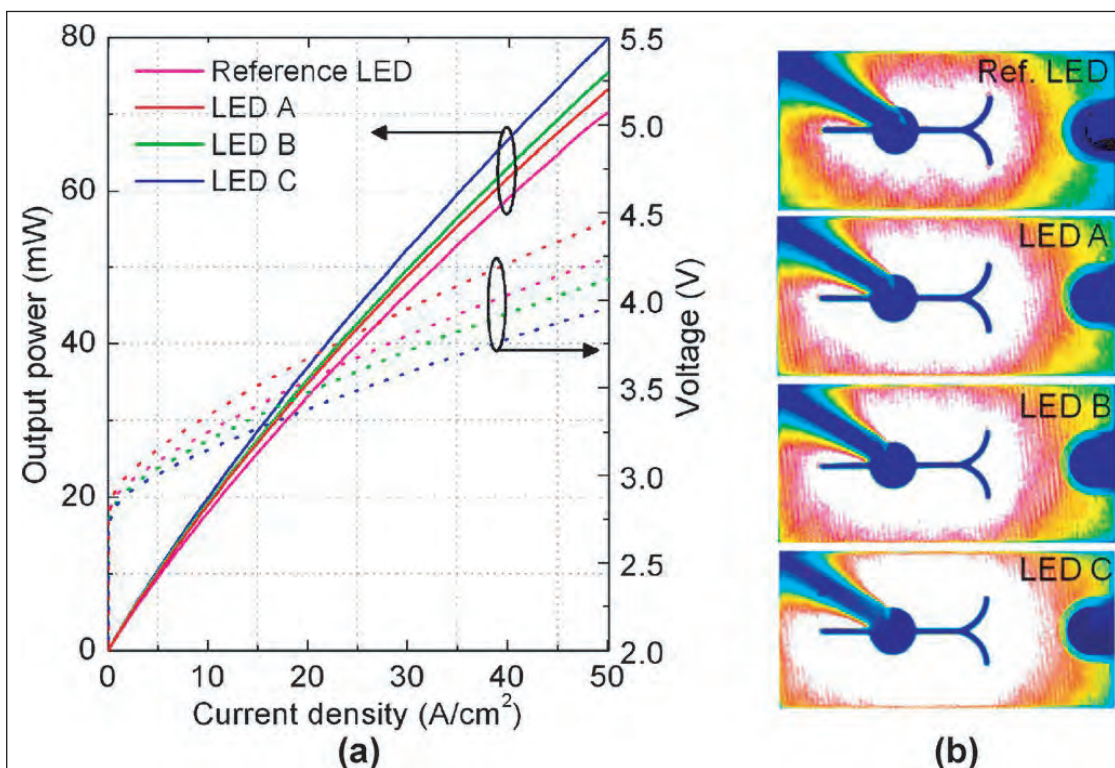 80
60
40
20
0
Output power (mW)
Reference LED
LED A
LED B
LED C
5.5
5.0
4.5
4.0
3.5
3.0
2.5
2.0
Voltage (V)
0 10 20 30 40 50
Current density (A/cm²)
(a)
Ref. LED
LED A
LED B
LED C
(b)